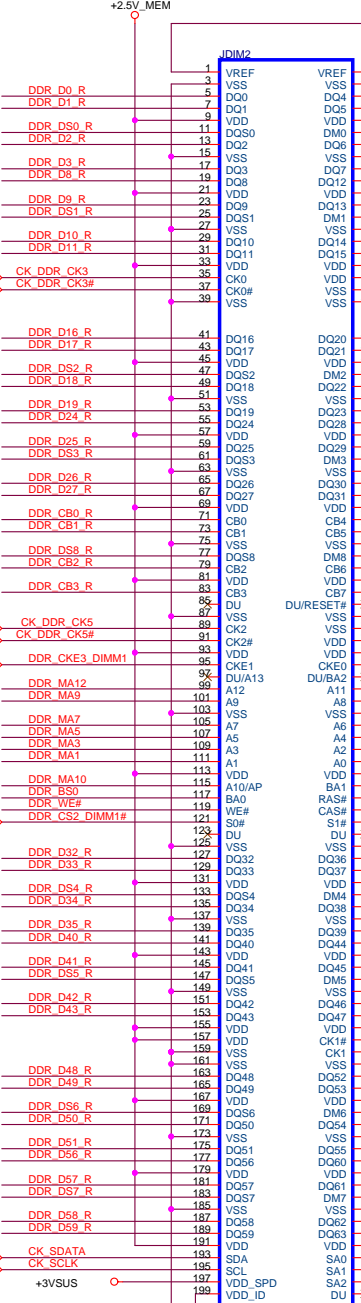 +2.5V_MEM
JDIM2
1 VREF VREF
3 VSS VSS
DDR_D0_R 5 DQ0 DQ4
DDR_D1_R 7 DQ1 DQ5
9 VDD VDD
DDR_DS0_R 11 DQS0 DM0
DDR_D2_R 13 DQ2 DQ6
15 VSS VSS
DDR_D3_R 17 DQ3 DQ7
DDR_D8_R 19 DQ8 DQ12
21 VDD VDD
DDR_D9_R 23 DQ9 DQ13
DDR_DS1_R 25 DQS1 DM1
27 VSS VSS
DDR_D10_R 29 DQ10 DQ14
DDR_D11_R 31 DQ11 DQ15
33 VDD VDD
CK_DDR_CK3 35 CK0 VDD
CK_DDR_CK3# 37 CK0# VSS
39 VSS VSS
DDR_D16_R 41 DQ16 DQ20
DDR_D17_R 43 DQ17 DQ21
45 VDD VDD
DDR_DS2_R 47 DQS2 DM2
DDR_D18_R 49 DQ18 DQ22
51 VSS VSS
DDR_D19_R 53 DQ19 DQ23
DDR_D24_R 55 DQ24 DQ28
57 VDD VDD
DDR_D25_R 59 DQ25 DQ29
DDR_DS3_R 61 DQS3 DM3
63 VSS VSS
DDR_D26_R 65 DQ26 DQ30
DDR_D27_R 67 DQ27 DQ31
69 VDD VDD
DDR_CB0_R 71 CB0 CB4
DDR_CB1_R 73 CB1 CB5
75 VSS VSS
DDR_DS8_R 77 DQS8 DM8
DDR_CB2_R 79 CB2 CB6
81 VDD VDD
DDR_CB3_R 83 CB3 CB7
85 DU DU/RESET#
87 VSS VSS
CK_DDR_CK5 89 CK2 VSS
CK_DDR_CK5# 91 CK2# VDD
93 VDD VDD
DDR_CKE3_DIMM1 95 CKE1 CKE0
97 DU/A13 DU/BA2
DDR_MA12 99 A12 A11
DDR_MA9 101 A9 A8
103 VSS VSS
DDR_MA7 105 A7 A6
DDR_MA5 107 A5 A4
DDR_MA3 109 A3 A2
DDR_MA1 111 A1 A0
113 VDD VDD
DDR_MA10 115 A10/AP BA1
DDR_BS0 117 BA0 RAS#
DDR_WE# 119 WE# CAS#
DDR_CS2_DIMM1# 121 S0# S1#
123 DU DU
125 VSS VSS
DDR_D32_R 127 DQ32 DQ36
DDR_D33_R 129 DQ33 DQ37
131 VDD VDD
DDR_DS4_R 133 DQS4 DM4
DDR_D34_R 135 DQ34 DQ38
137 VSS VSS
DDR_D35_R 139 DQ35 DQ39
DDR_D40_R 141 DQ40 DQ44
143 VDD VDD
DDR_D41_R 145 DQ41 DQ45
DDR_DS5_R 147 DQS5 DM5
149 VSS VSS
DDR_D42_R 151 DQ42 DQ46
DDR_D43_R 153 DQ43 DQ47
155 VDD VDD
157 VDD CK1#
159 VSS CK1
161 VSS VSS
DDR_D48_R 163 DQ48 DQ52
DDR_D49_R 165 DQ49 DQ53
167 VDD VDD
DDR_DS6_R 169 DQS6 DM6
DDR_D50_R 171 DQ50 DQ54
173 VSS VSS
DDR_D51_R 175 DQ51 DQ55
DDR_D56_R 177 DQ56 DQ60
179 VDD VDD
DDR_D57_R 181 DQ57 DQ61
DDR_DS7_R 183 DQS7 DM7
185 VSS VSS
DDR_D58_R 187 DQ58 DQ62
DDR_D59_R 189 DQ59 DQ63
191 VDD VDD
CK_SDATA 193 SDA SA0
CK_SCLK 195 SCL SA1
+3VSUS 197 VDD_SPD SA2
199 VDD_ID DU